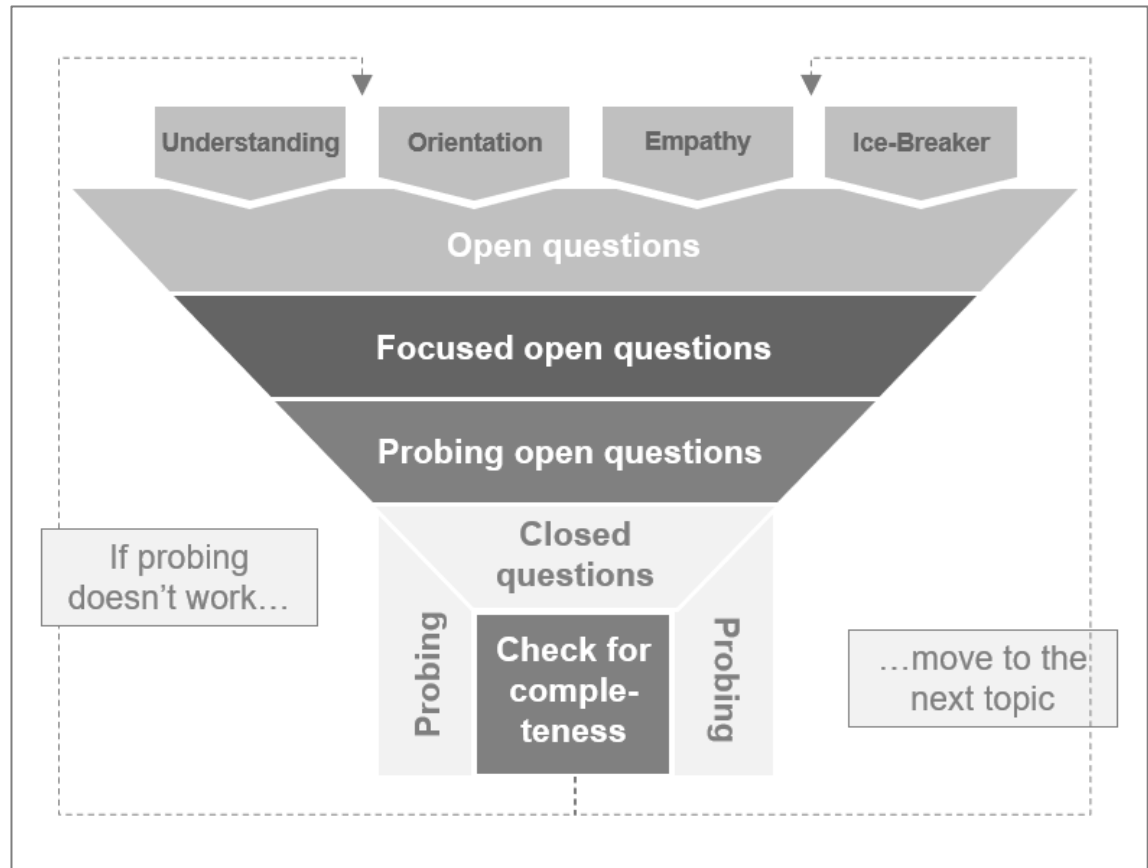 Understanding
Orientation
Empathy
Ice-Breaker
Open questions
Focused open questions
Probing open questions
Closed
questions
If probing
doesn’t work…
Probing
Check for
comple-
teness
Probing
…move to the
next topic